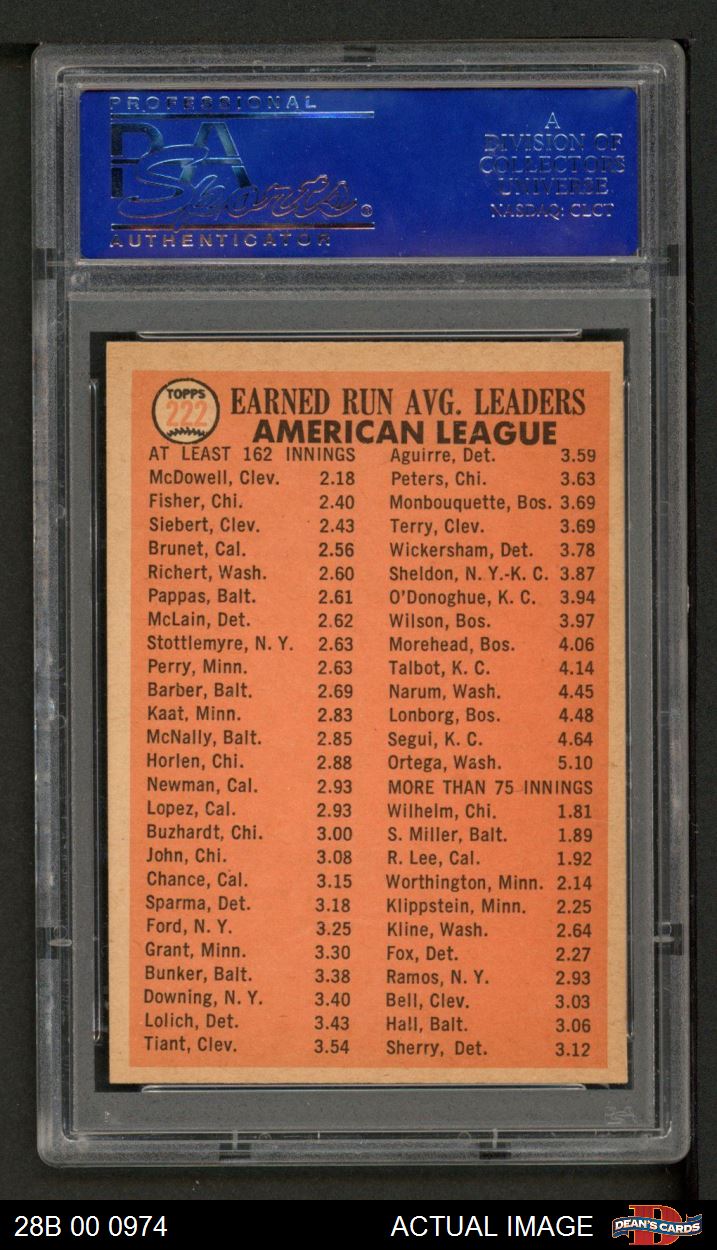 PROFESSIONAL
PSA
Sports®
AUTHENTICATOR
A
DIVISION OF
COLLECTORS
UNIVERSE
NASDAQ: CLCT
TOPPS
222
EARNED RUN AVG. LEADERS
AMERICAN LEAGUE
AT LEAST 162 INNINGS
McDowell, Clev. 2.18
Fisher, Chi. 2.40
Siebert, Clev. 2.43
Brunet, Cal. 2.56
Richert, Wash. 2.60
Pappas, Balt. 2.61
McLain, Det. 2.62
Stottlemyre, N. Y. 2.63
Perry, Minn. 2.63
Barber, Balt. 2.69
Kaat, Minn. 2.83
McNally, Balt. 2.85
Horlen, Chi. 2.88
Newman, Cal. 2.93
Lopez, Cal. 2.93
Buzhardt, Chi. 3.00
John, Chi. 3.08
Chance, Cal. 3.15
Sparma, Det. 3.18
Ford, N. Y. 3.25
Grant, Minn. 3.30
Bunker, Balt. 3.38
Downing, N. Y. 3.40
Lolich, Det. 3.43
Tiant, Clev. 3.54
Aguirre, Det. 3.59
Peters, Chi. 3.63
Monbouquette, Bos. 3.69
Terry, Clev. 3.69
Wickersham, Det. 3.78
Sheldon, N. Y.-K. C. 3.87
O'Donoghue, K. C. 3.94
Wilson, Bos. 3.97
Morehead, Bos. 4.06
Talbot, K. C. 4.14
Narum, Wash. 4.45
Lonborg, Bos. 4.48
Segui, K. C. 4.64
Ortega, Wash. 5.10
MORE THAN 75 INNINGS
Wilhelm, Chi. 1.81
S. Miller, Balt. 1.89
R. Lee, Cal. 1.92
Worthington, Minn. 2.14
Klippstein, Minn. 2.25
Kline, Wash. 2.64
Fox, Det. 2.27
Ramos, N. Y. 2.93
Bell, Clev. 3.03
Hall, Balt. 3.06
Sherry, Det. 3.12
PSA
28B 00 0974
ACTUAL IMAGE
DEAN'S CARDS